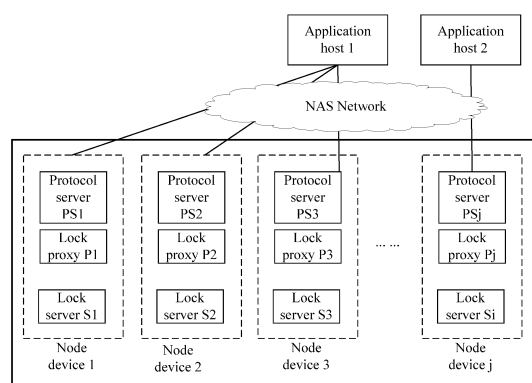 Application
host 1
Application
host 2
NAS Network
Protocol
server
PS1
Protocol
server
PS2
Protocol
server
PS3
Protocol
server
PSj
Lock
proxy P1
Lock
proxy P2
Lock
proxy P3
... ...
Lock
proxy Pj
Lock
server S1
Lock
server S2
Lock
server S3
Lock
server Si
Node
device 1
Node
device 2
Node
device 3
Node
device j